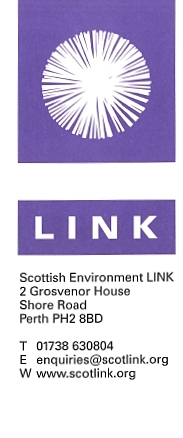 LINK
Scottish Environment LINK
2 Grosvenor House
Shore Road
Perth PH2 8BD
T 01738 630804
E enquiries@scotlink.org
W www.scotlink.org